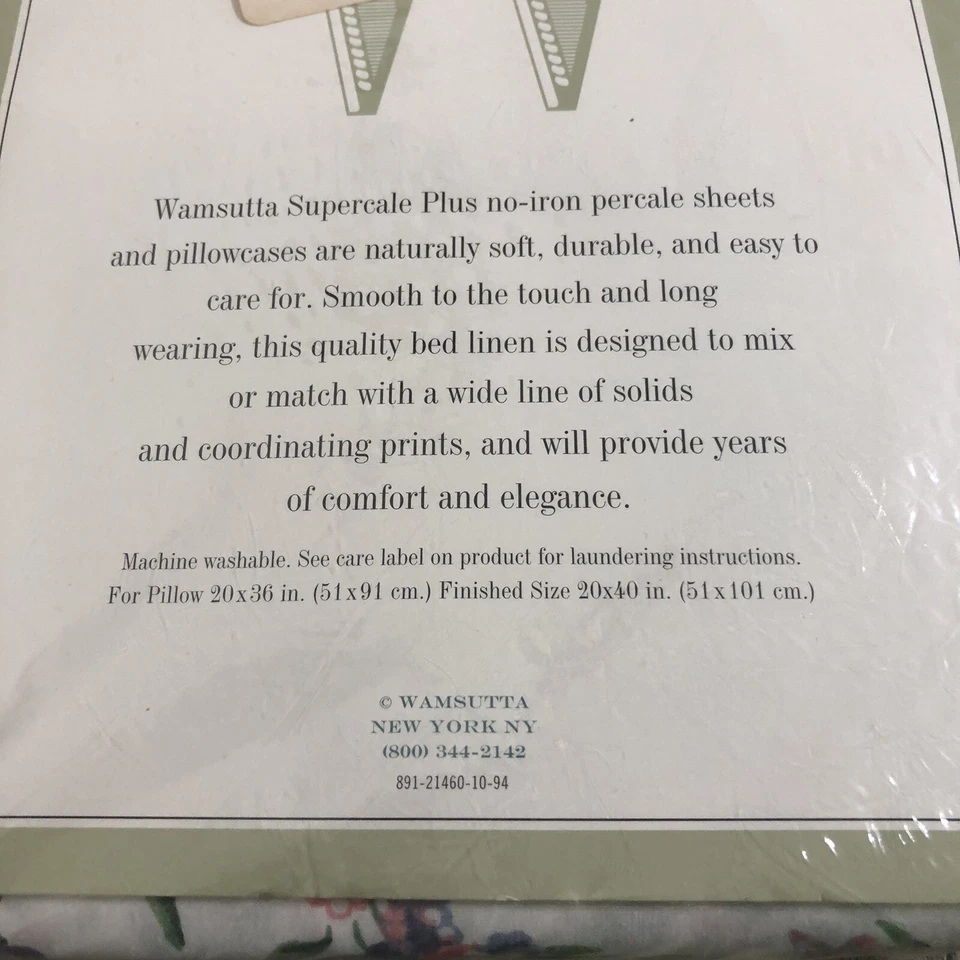 Wamsutta Supercale Plus no-iron percale sheets
and pillowcases are naturally soft, durable, and easy to
care for. Smooth to the touch and long
wearing, this quality bed linen is designed to mix
or match with a wide line of solids
and coordinating prints, and will provide years
of comfort and elegance.
Machine washable. See care label on product for laundering instructions.
For Pillow 20x36 in. (51x91 cm.) Finished Size 20x40 in. (51x101 cm.)
© WAMSUTTA
NEW YORK NY
(800) 344-2142
891-21460-10-94